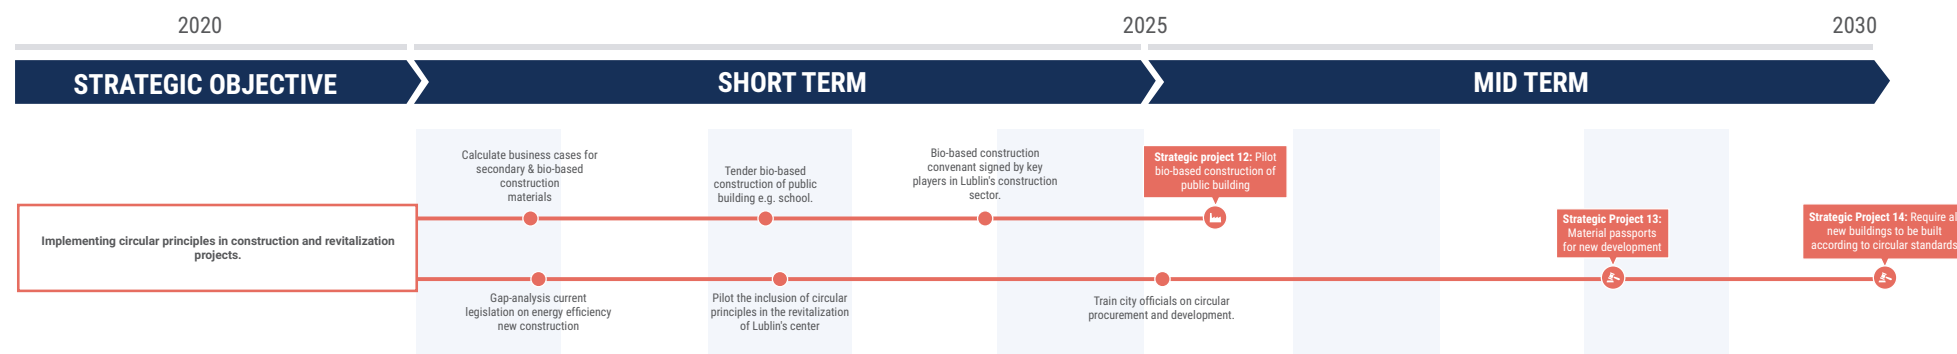 2020
2025
2030
STRATEGIC OBJECTIVE
SHORT TERM
MID TERM
Calculate business cases for
secondary & bio-based
construction
materials
Tender bio-based
construction of public
building e.g. school.
Bio-based construction
convenant signed by key
players in Lublin's construction
sector.
Strategic project 12: Pilot
bio-based construction of
public building
Strategic Project 13:
Material passports
for new development
Strategic Project 14: Require al
new buildings to be built
according to circular standards
Implementing circular principles in construction and revitalization
projects.
Gap-analysis current
legislation on energy efficiency
new construction
Pilot the inclusion of circular
principles in the revitalization
of Lublin's center
Train city officials on circular
procurement and development.